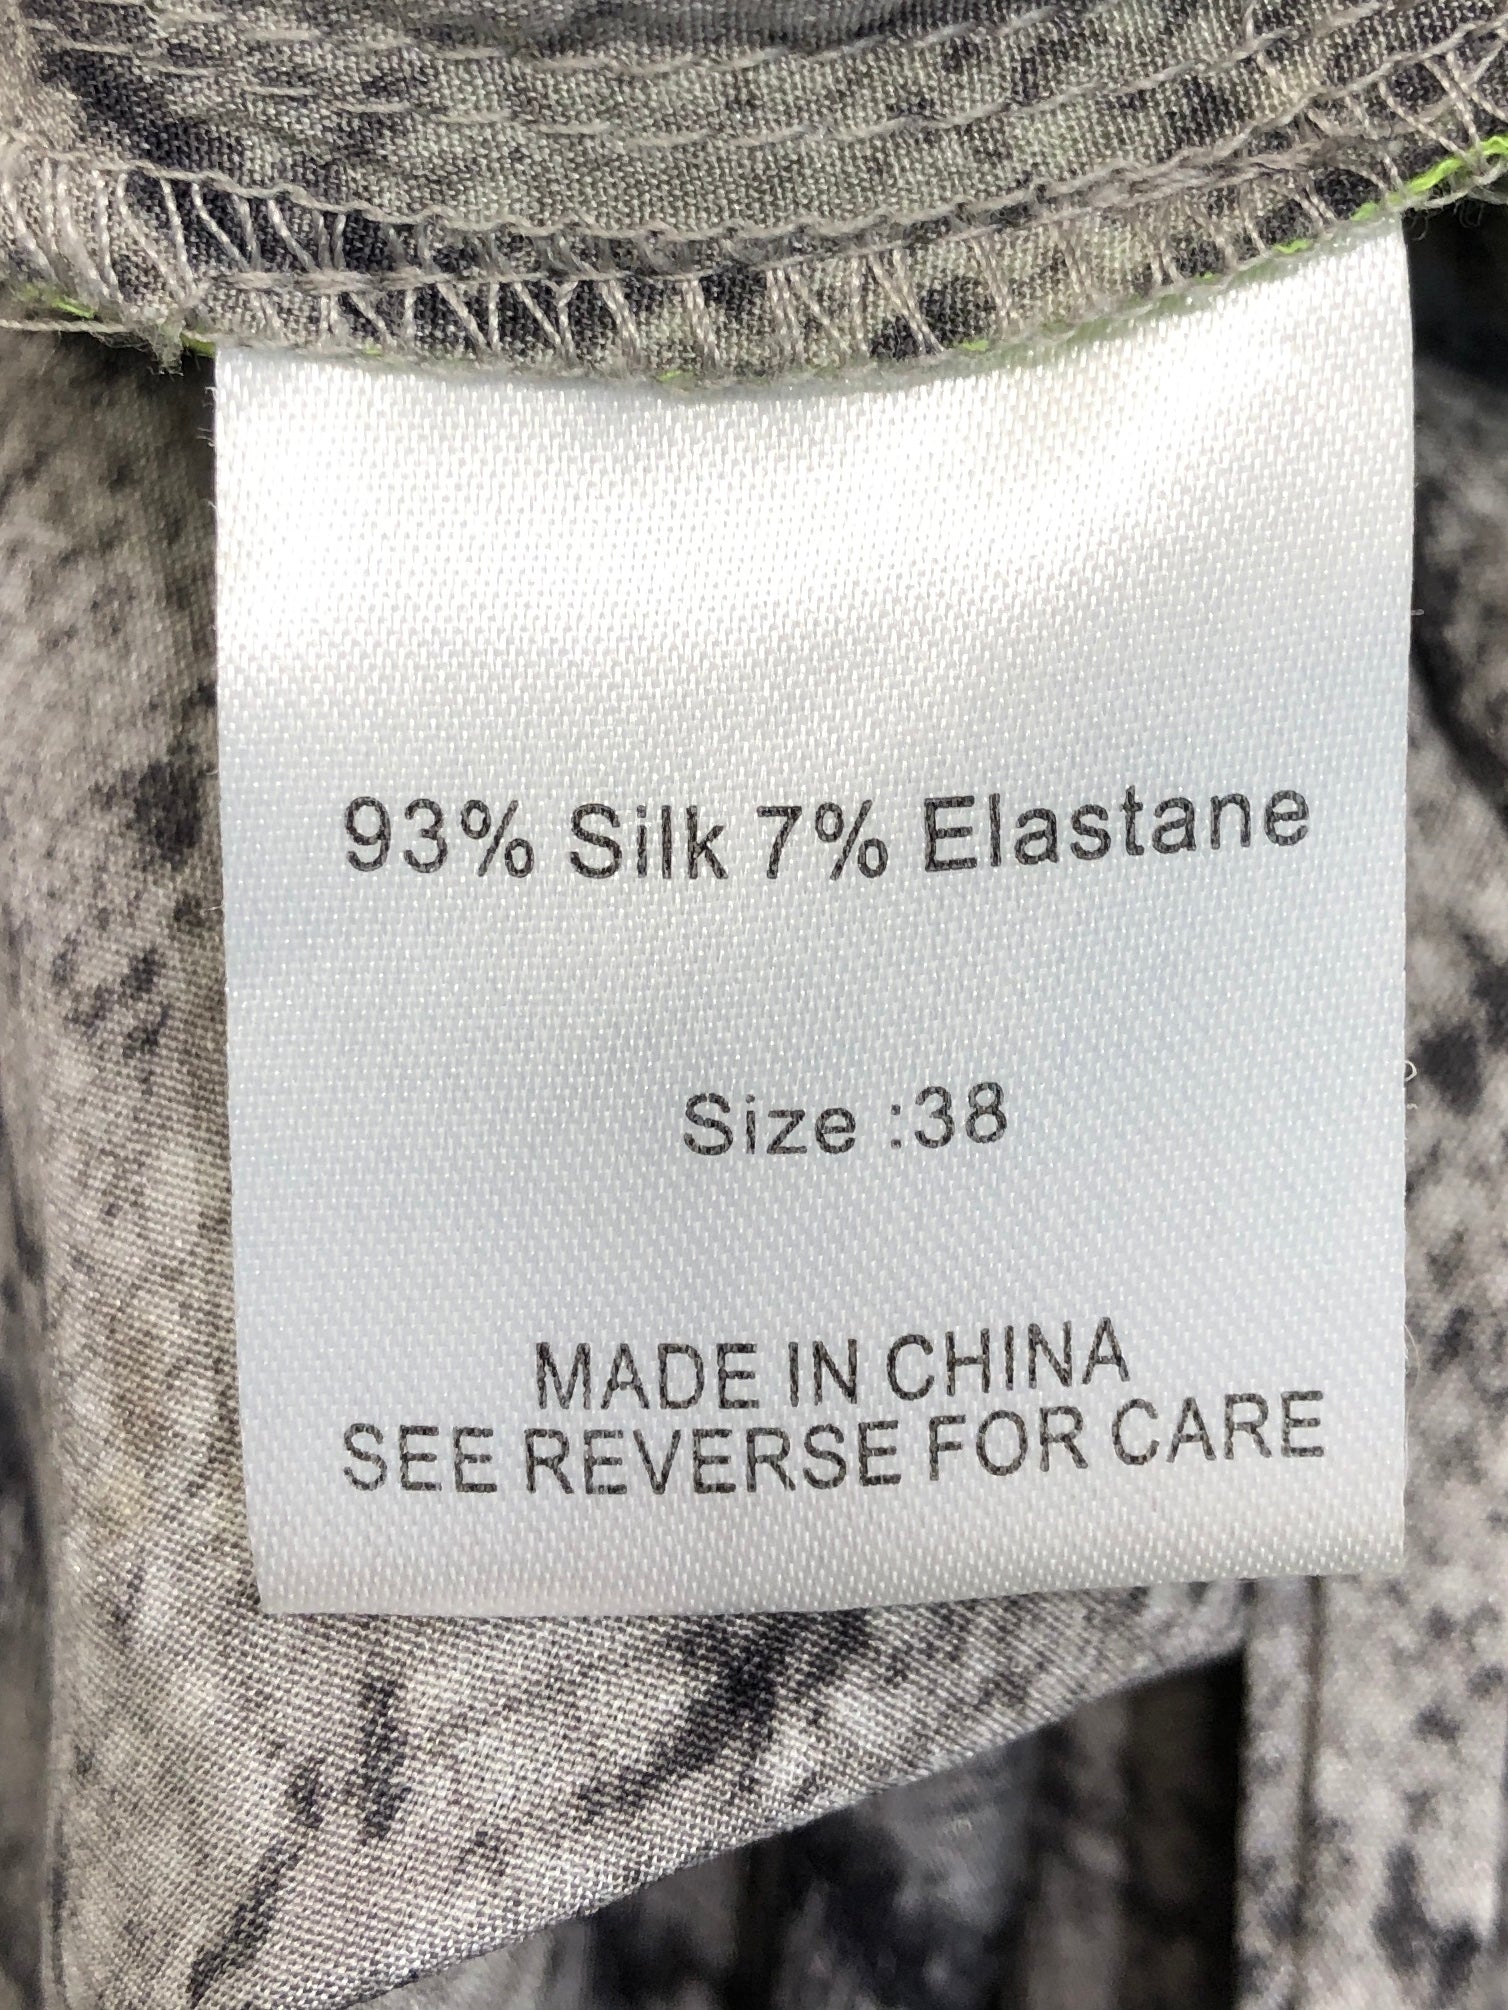 93% Silk 7% Elastane
Size :38
MADE IN CHINA
SEE REVERSE FOR CARE